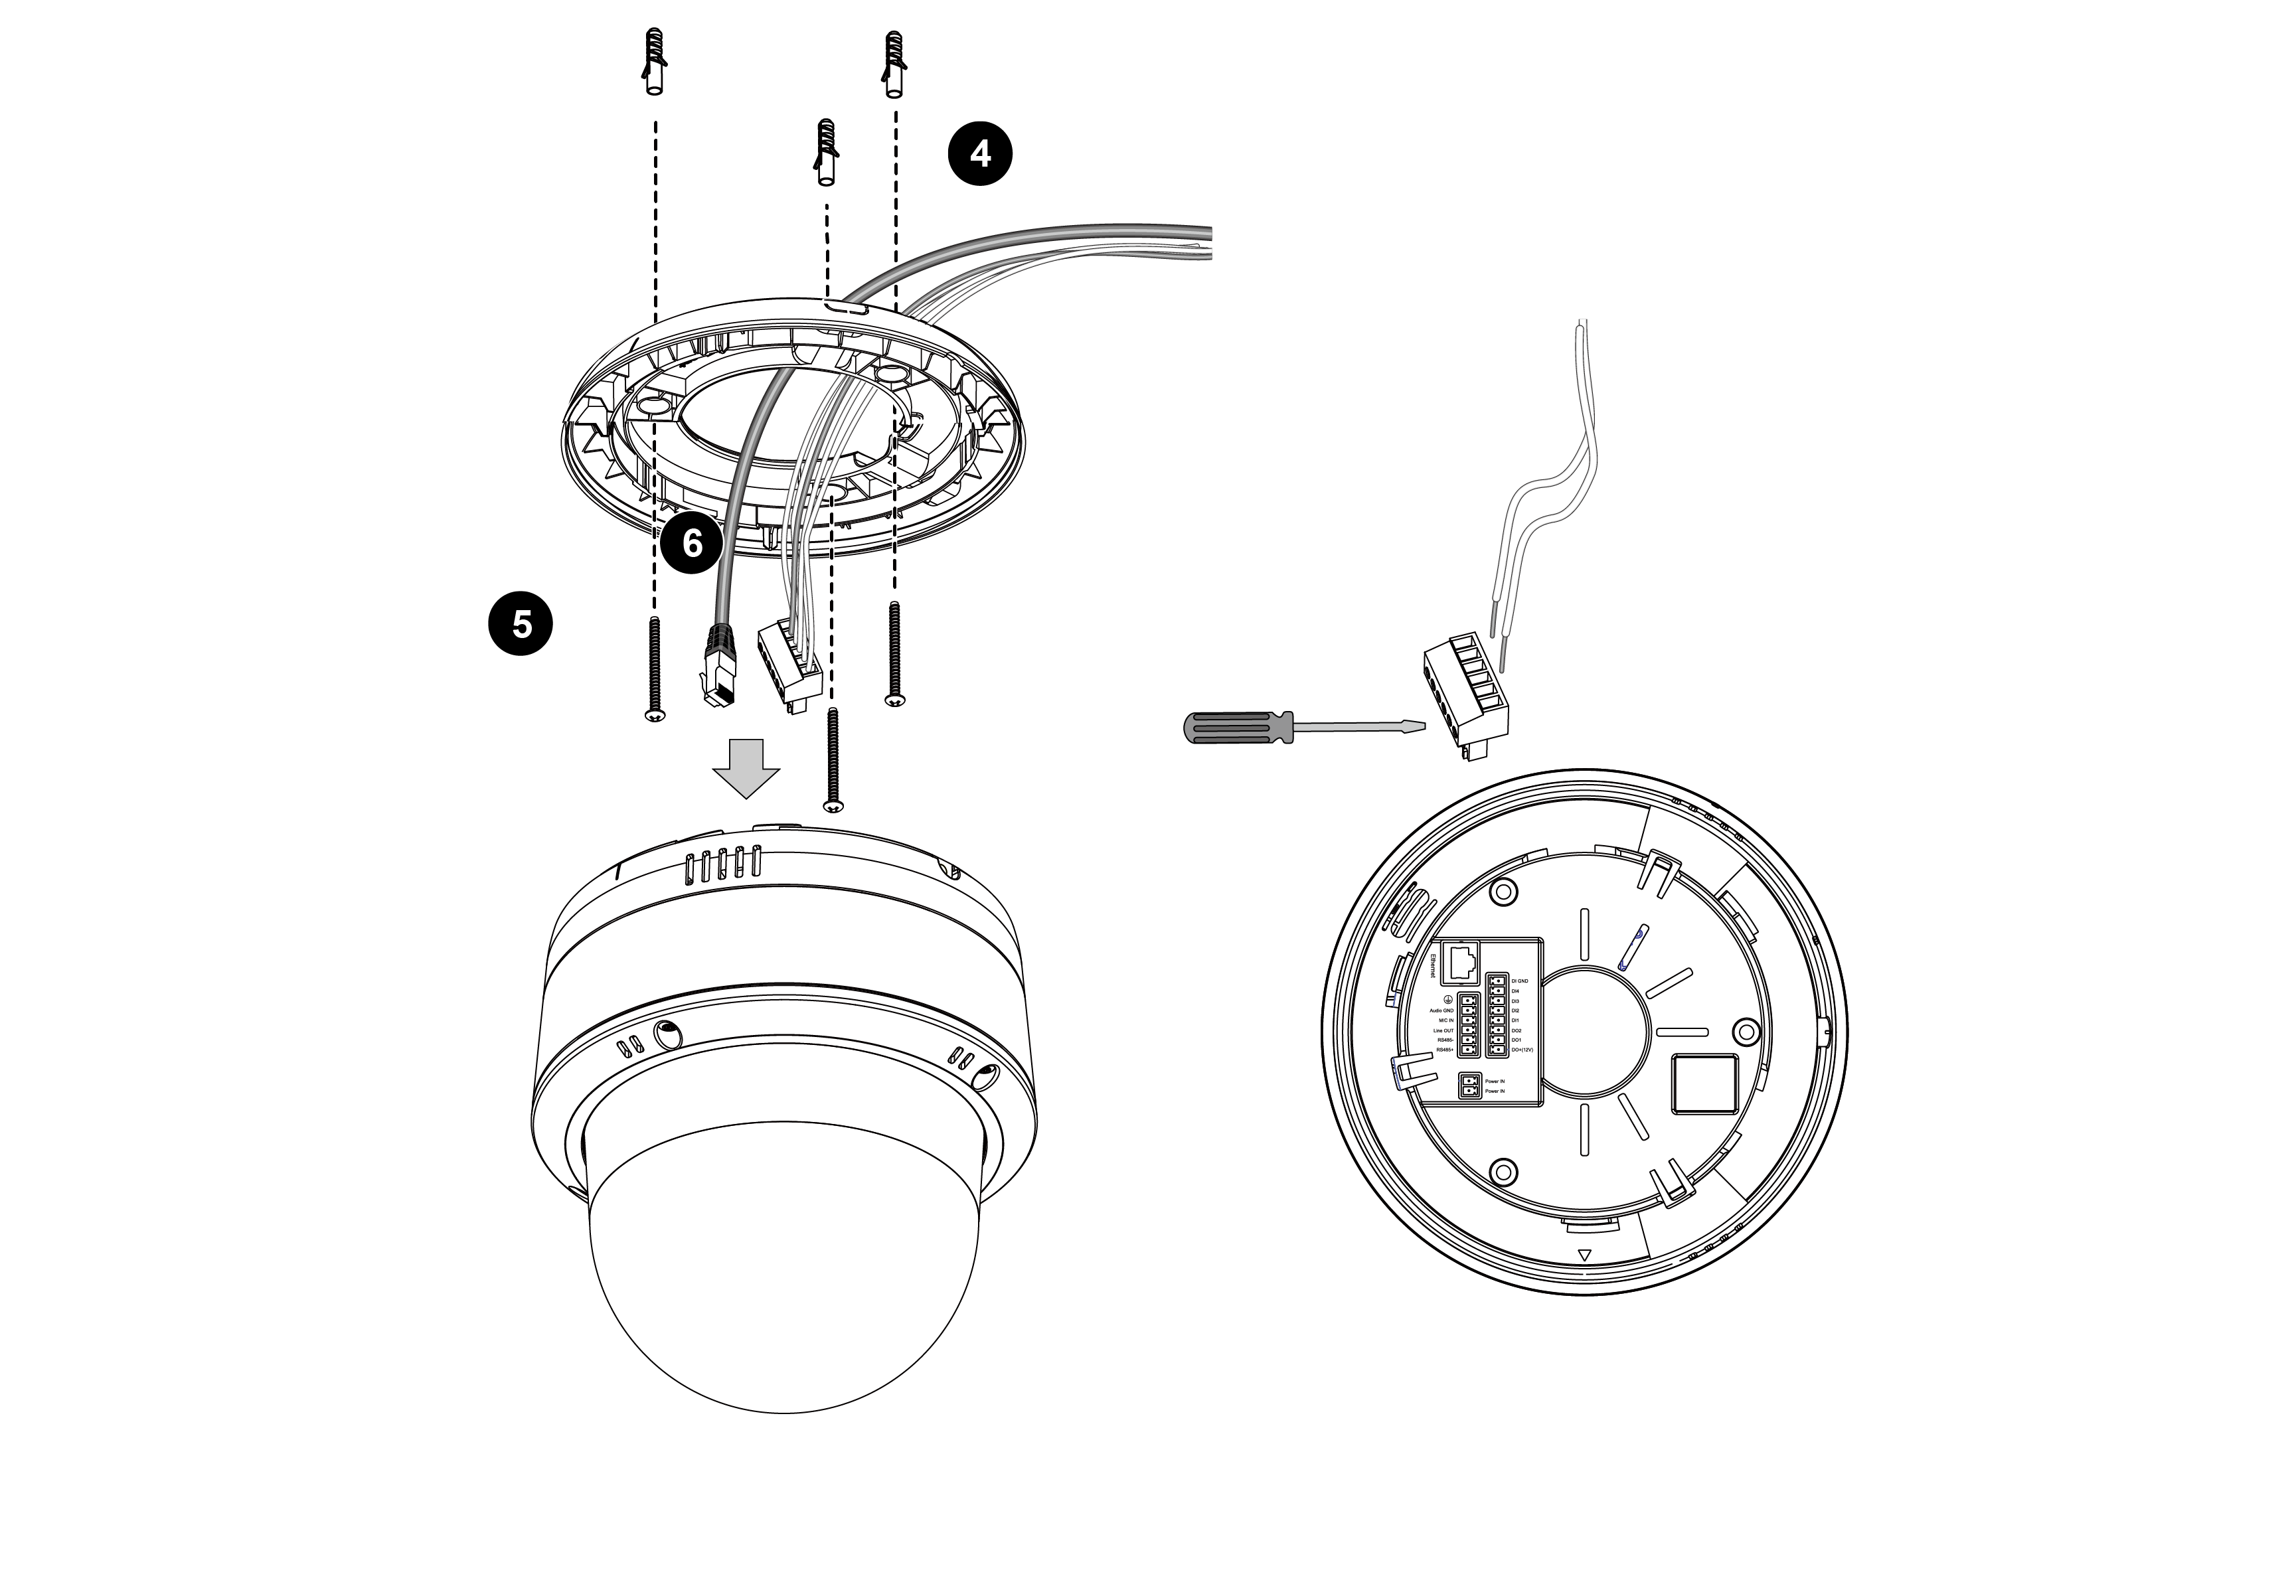 4
6
5
Ethernet
DI GND
DI4
DI3
Audio GND
DI2
MIC IN
DI1
Line OUT
DO2
RS485-
DO1
RS485+
DO+(12V)
Power IN
Power IN